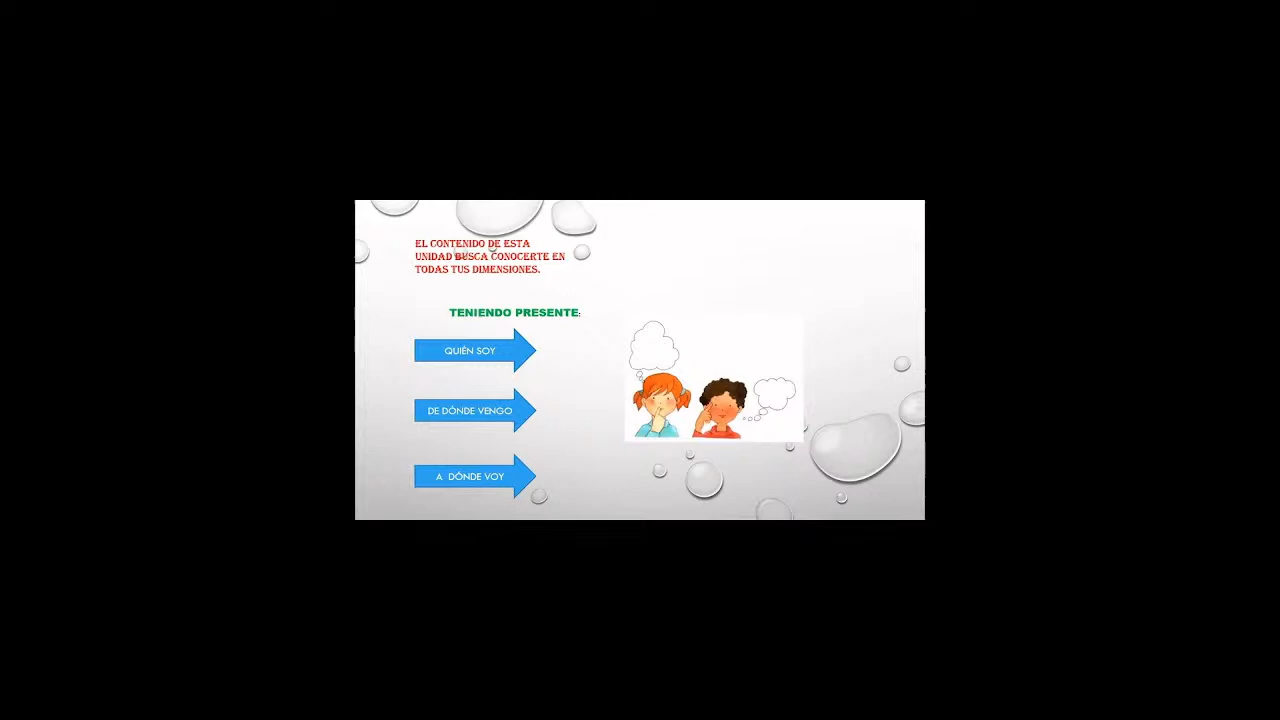 EL CONTENIDO DE ESTA
UNIDAD BUSCA CONOCERTE EN
TODAS TUS DIMENSIONES.
TENIENDO PRESENTE:
QUIÉN SOY
DE DÓNDE VENGO
A DÓNDE VOY